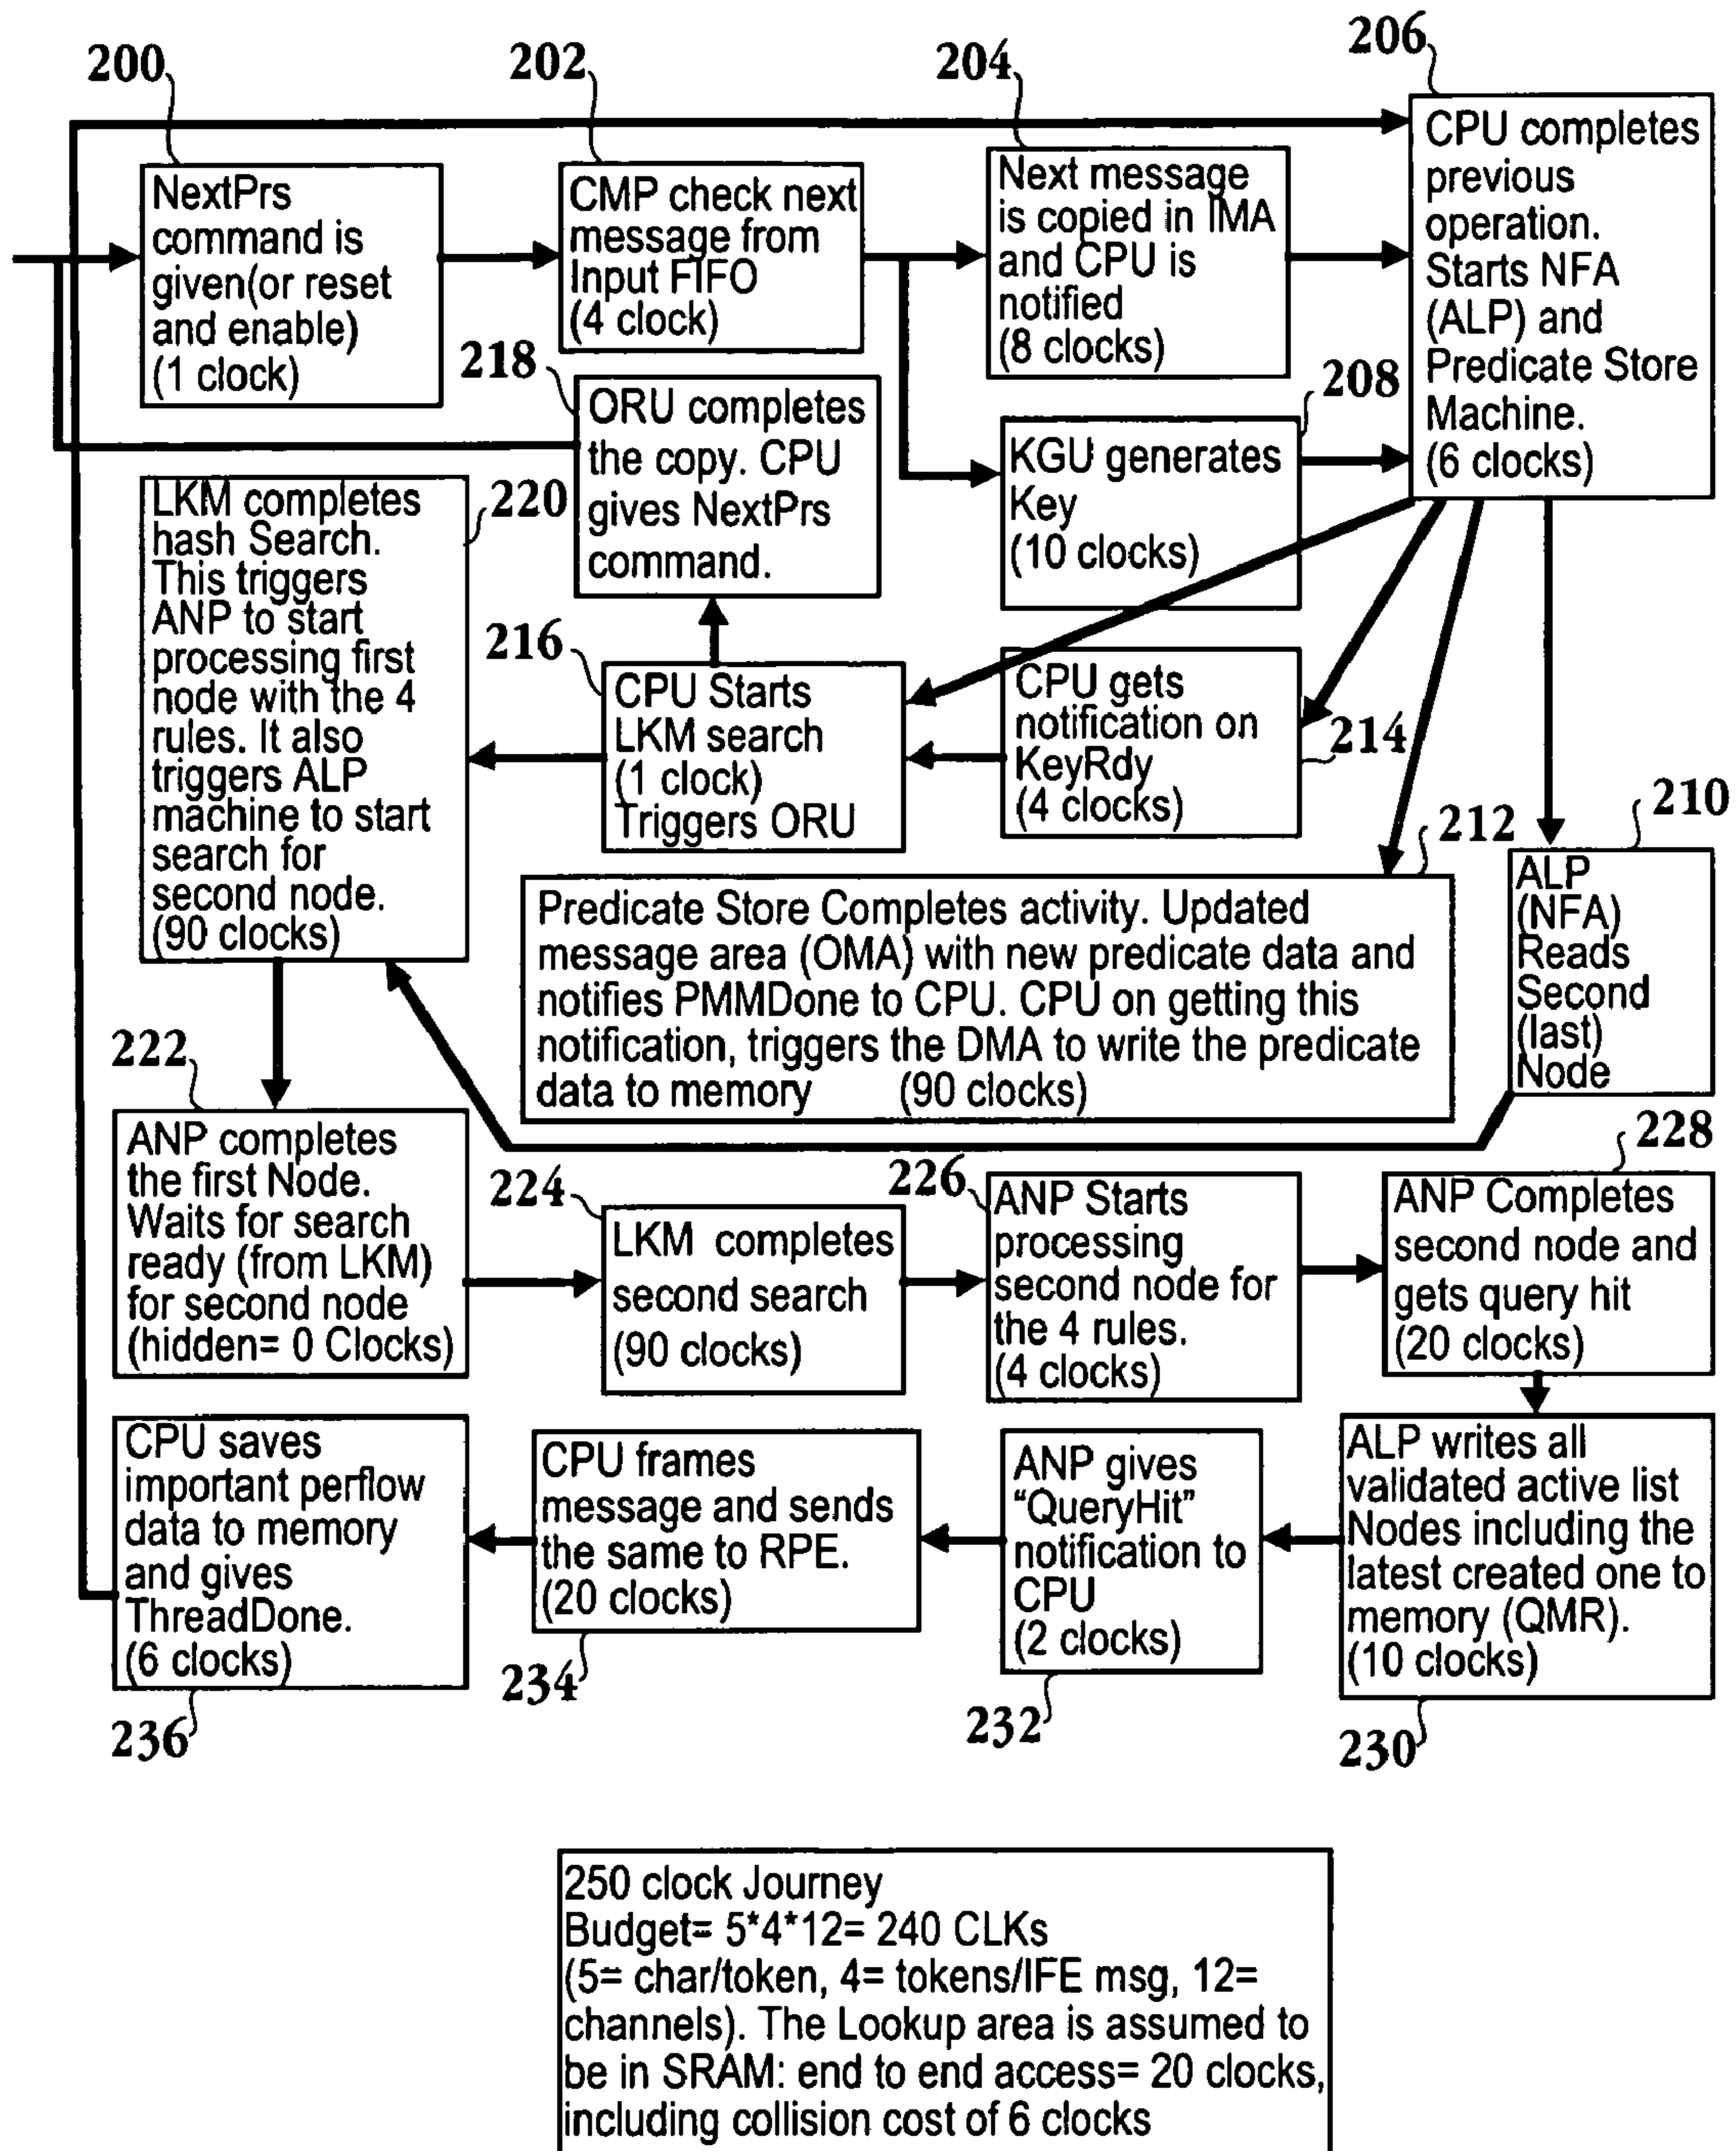 200
202
204
206
NextPrs
command is
given(or reset
and enable)
(1 clock)
CMP check next
message from
Input FIFO
(4 clock)
Next message
is copied in IMA
and CPU is
notified
(8 clocks)
CPU completes
previous
operation.
Starts NFA
(ALP) and
Predicate Store
Machine.
(6 clocks)
218
ORU completes
the copy. CPU
gives NextPrs
command.
208
KGU generates
Key
(10 clocks)
220
LKM completes
hash Search.
This triggers
ANP to start
processing first
node with the 4
rules. It also
triggers ALP
machine to start
search for
second node.
(90 clocks)
216
CPU Starts
LKM search
(1 clock)
Triggers ORU
214
CPU gets
notification on
KeyRdy
(4 clocks)
212
Predicate Store Completes activity. Updated
message area (OMA) with new predicate data and
notifies PMMDone to CPU. CPU on getting this
notification, triggers the DMA to write the predicate
data to memory (90 clocks)
210
ALP
(NFA)
Reads
Second
(last)
Node
222
ANP completes
the first Node.
Waits for search
ready (from LKM)
for second node
(hidden= 0 Clocks)
224
LKM completes
second search
(90 clocks)
226
ANP Starts
processing
second node for
the 4 rules.
(4 clocks)
228
ANP Completes
second node and
gets query hit
(20 clocks)
CPU saves
important perflow
data to memory
and gives
ThreadDone.
(6 clocks)
236
CPU frames
message and sends
the same to RPE.
(20 clocks)
234
ANP gives
"QueryHit"
notification to
CPU
(2 clocks)
232
ALP writes all
validated active list
Nodes including the
latest created one to
memory (QMR).
(10 clocks)
230
250 clock Journey
Budget= 5*4*12= 240 CLKs
(5= char/token, 4= tokens/IFE msg, 12=
channels). The Lookup area is assumed to
be in SRAM: end to end access= 20 clocks,
including collision cost of 6 clocks